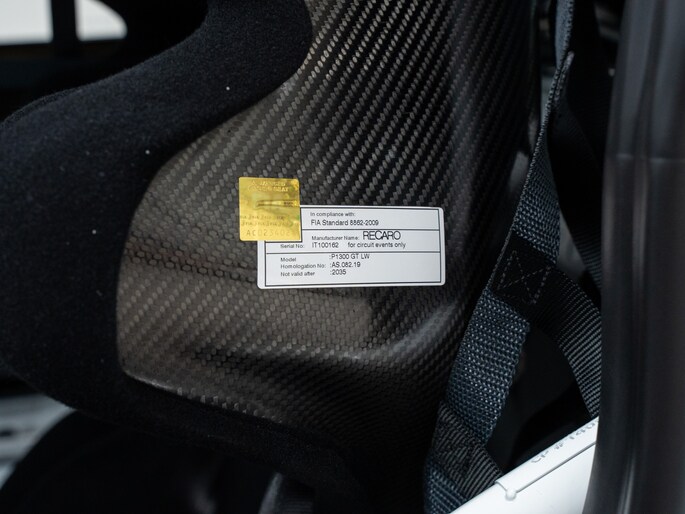 In compliance with:
FIA Standard 8862-2009
Manufacturer Name: RECARO
Serial No: IT100162 for circuit events only
Model :P1300 GT LW
Homologation No: :AS.082.19
Not valid after :2035